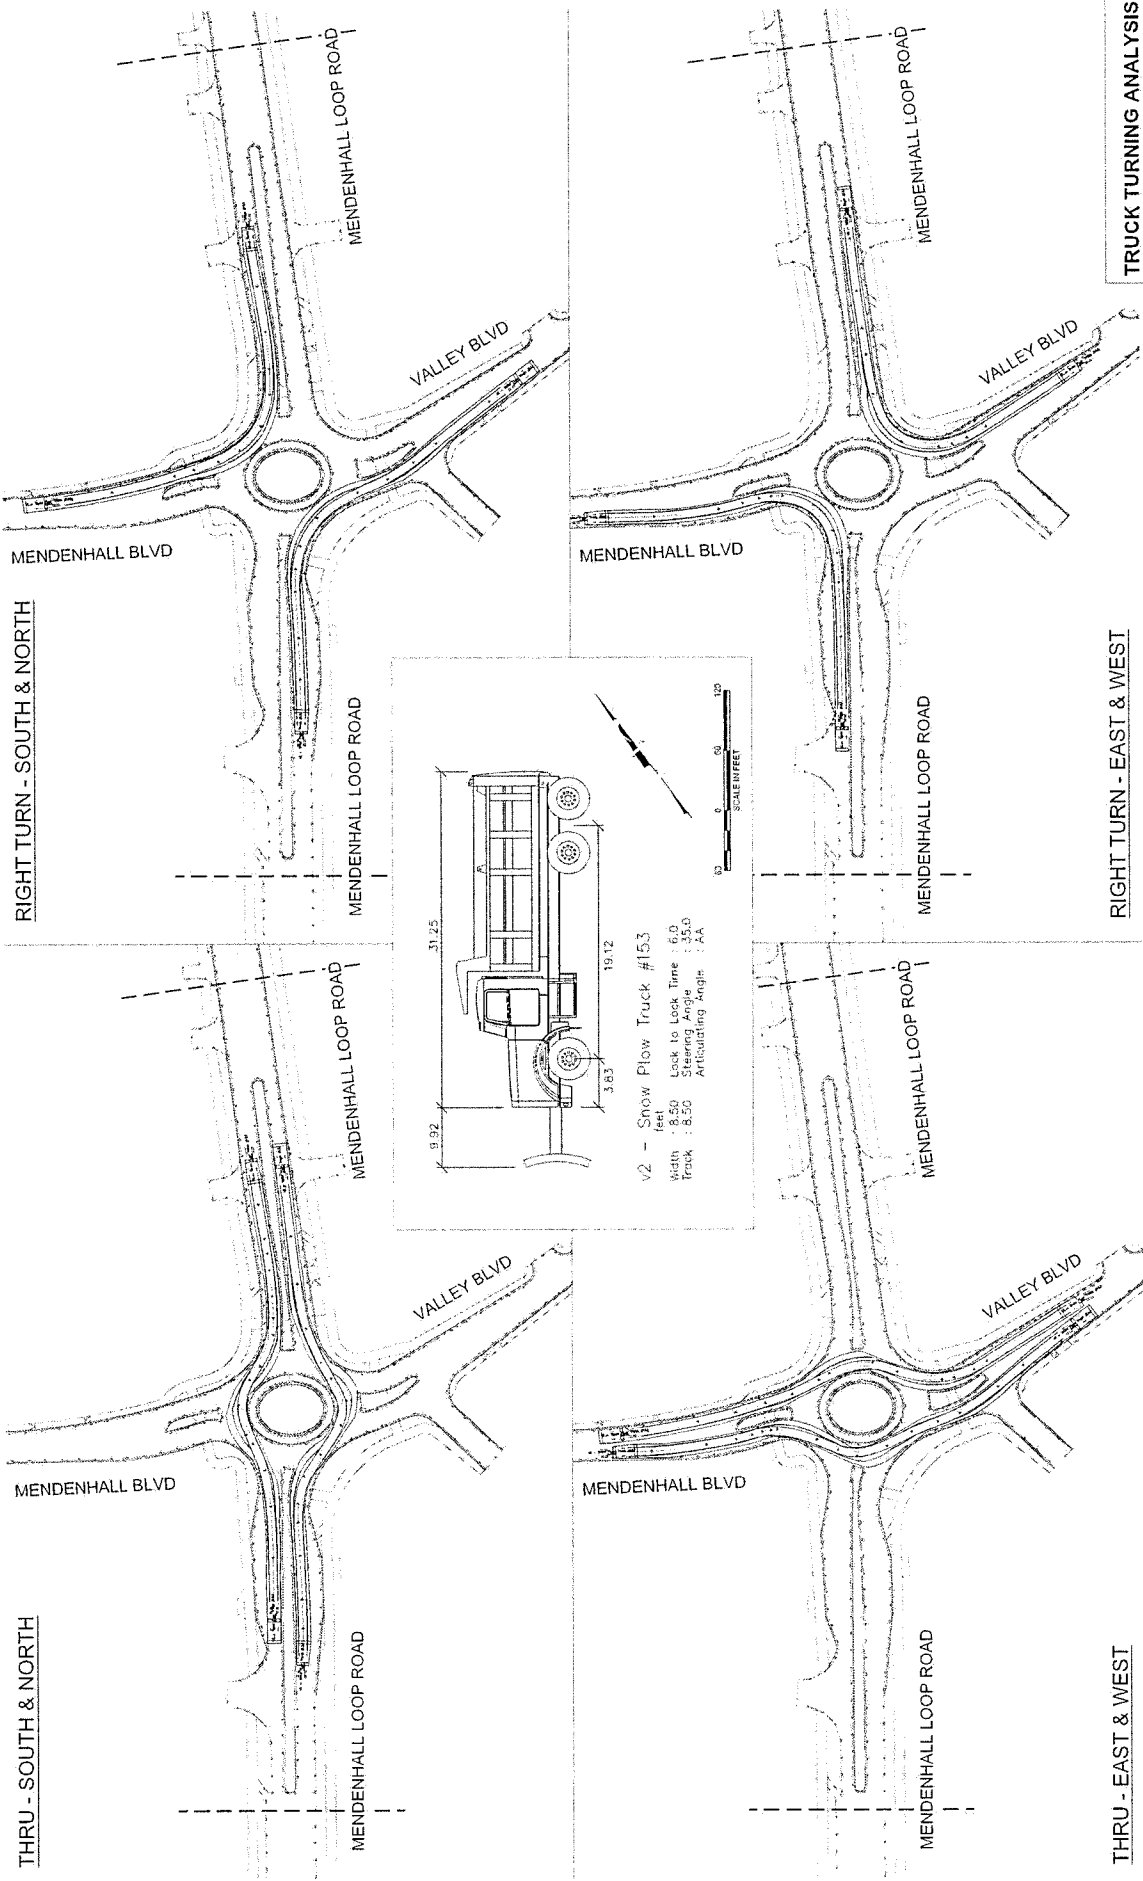 THRU - SOUTH & NORTH
MENDENHALL BLVD
MENDENHALL LOOP ROAD
MENDENHALL LOOP ROAD
VALLEY BLVD
RIGHT TURN - SOUTH & NORTH
MENDENHALL BLVD
MENDENHALL LOOP ROAD
MENDENHALL LOOP ROAD
VALLEY BLVD
9.92
31.25
3.83
19.12
v2 - Snow Plow Truck #153
feet
Width : 8.50
Track : 8.50
Lock to Lock Time : 6.0
Steering Angle : 35.0
Articulating Angle : AA
60 0 60 120
SCALE IN FEET
THRU - EAST & WEST
MENDENHALL BLVD
MENDENHALL LOOP ROAD
MENDENHALL LOOP ROAD
VALLEY BLVD
RIGHT TURN - EAST & WEST
MENDENHALL BLVD
MENDENHALL LOOP ROAD
MENDENHALL LOOP ROAD
VALLEY BLVD
TRUCK TURNING ANALYSIS